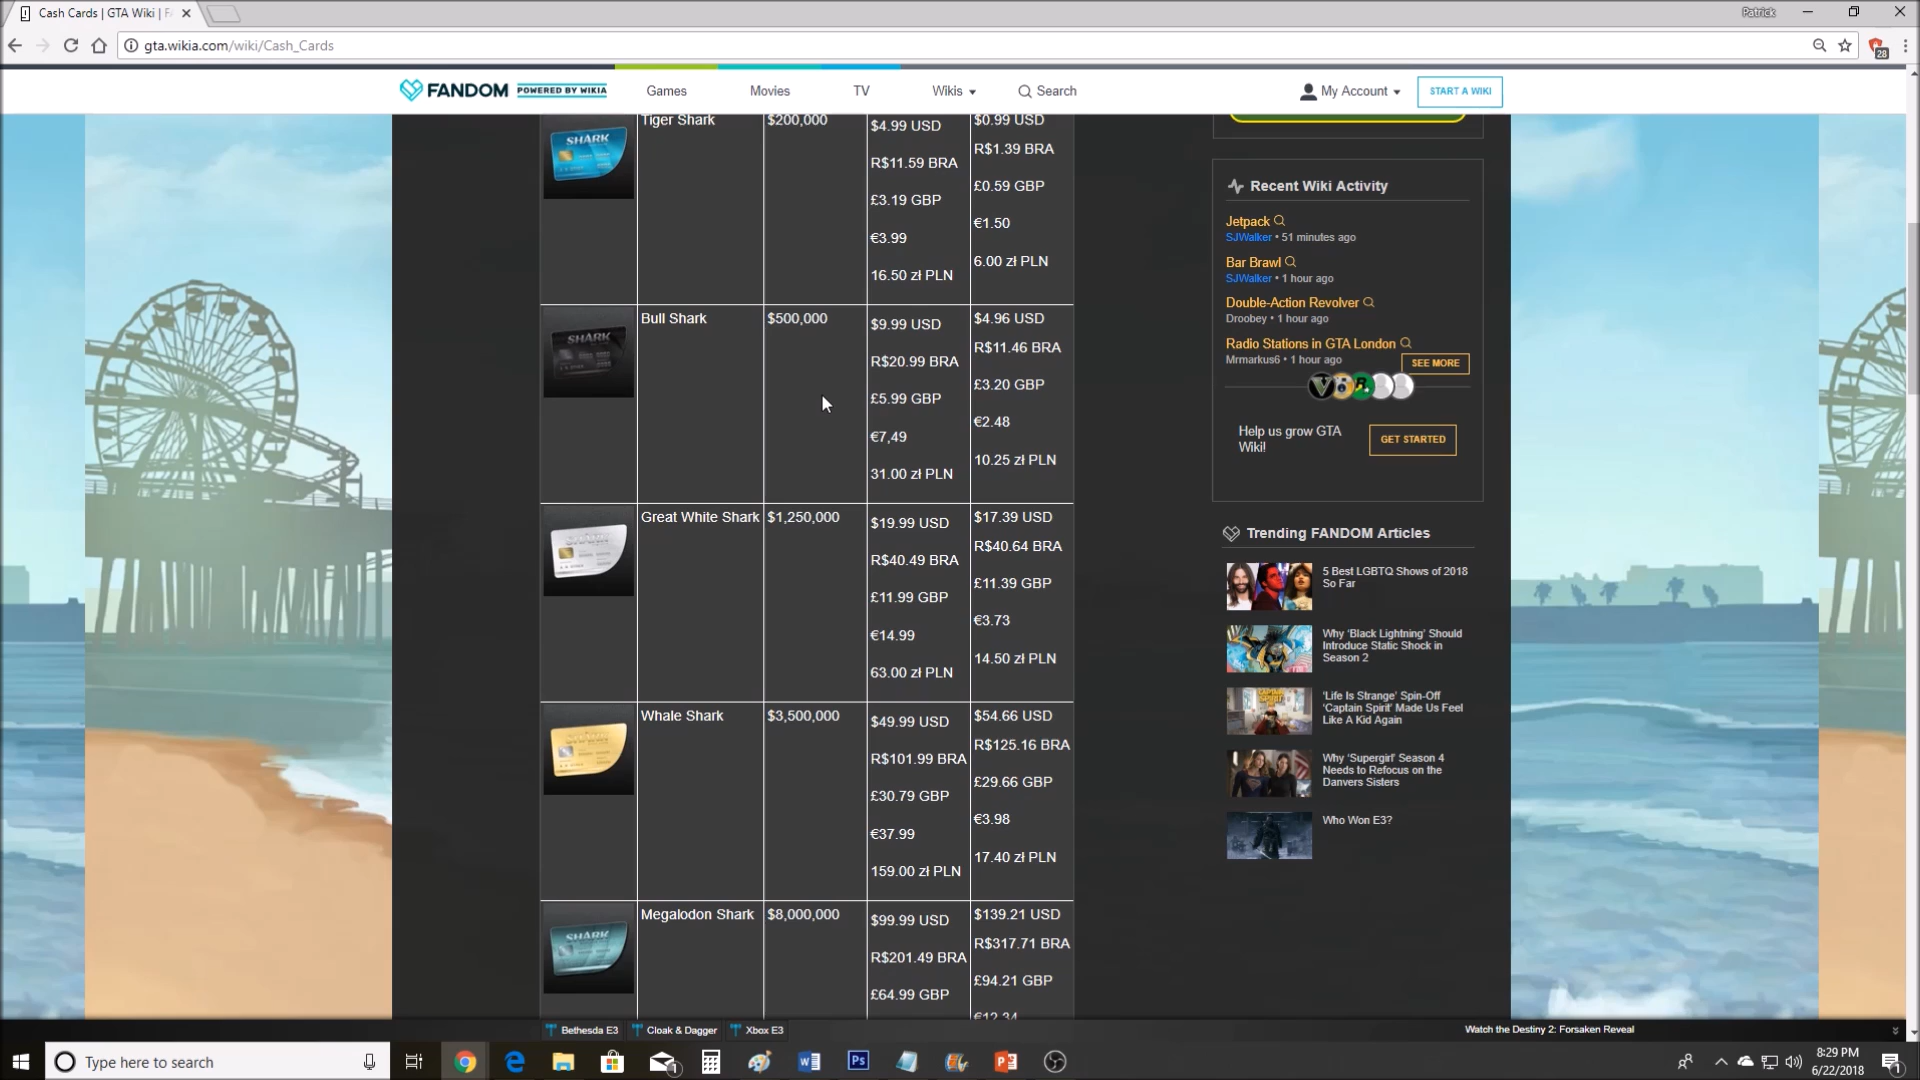 Cash Cards | GTA Wiki | F
Patrick
gta.wikia.com/wiki/Cash_Cards
28
FANDOM POWERED BY WIKIA
Games
Movies
TV
Wikis
Search
My Account
START A WIKI
SHARK
Tiger Shark
$200,000
$4.99 USD
R$11.59 BRA
£3.19 GBP
€3.99
16.50 zł PLN
$0.99 USD
R$1.39 BRA
£0.59 GBP
€1.50
6.00 zł PLN
SHARK
Bull Shark
$500,000
$9.99 USD
R$20.99 BRA
£5.99 GBP
€7,49
31.00 zł PLN
$4.96 USD
R$11.46 BRA
£3.20 GBP
€2.48
10.25 zł PLN
SHARK
Great White Shark
$1,250,000
$19.99 USD
R$40.49 BRA
£11.99 GBP
€14.99
63.00 zł PLN
$17.39 USD
R$40.64 BRA
£11.39 GBP
€3.73
14.50 zł PLN
SHARK
Whale Shark
$3,500,000
$49.99 USD
R$101.99 BRA
£30.79 GBP
€37.99
159.00 zł PLN
$54.66 USD
R$125.16 BRA
£29.66 GBP
€3.98
17.40 zł PLN
SHARK
Megalodon Shark
$8,000,000
$99.99 USD
R$201.49 BRA
£64.99 GBP
$139.21 USD
R$317.71 BRA
£94.21 GBP
€12.34
Recent Wiki Activity
Jetpack
SJWalker • 51 minutes ago
Bar Brawl
SJWalker • 1 hour ago
Double-Action Revolver
Droobey • 1 hour ago
Radio Stations in GTA London
Mrmarkus6 • 1 hour ago
SEE MORE
Help us grow GTA
Wiki!
GET STARTED
Trending FANDOM Articles
5 Best LGBTQ Shows of 2018
So Far
Why ‘Black Lightning’ Should
Introduce Static Shock in
Season 2
‘Life Is Strange’ Spin-Off
‘Captain Spirit’ Made Us Feel
Like A Kid Again
Why ‘Supergirl’ Season 4
Needs to Refocus on the
Danvers Sisters
Who Won E3?
Bethesda E3
Cloak & Dagger
Xbox E3
Watch the Destiny 2: Forsaken Reveal
Type here to search
8:29 PM
6/22/2018